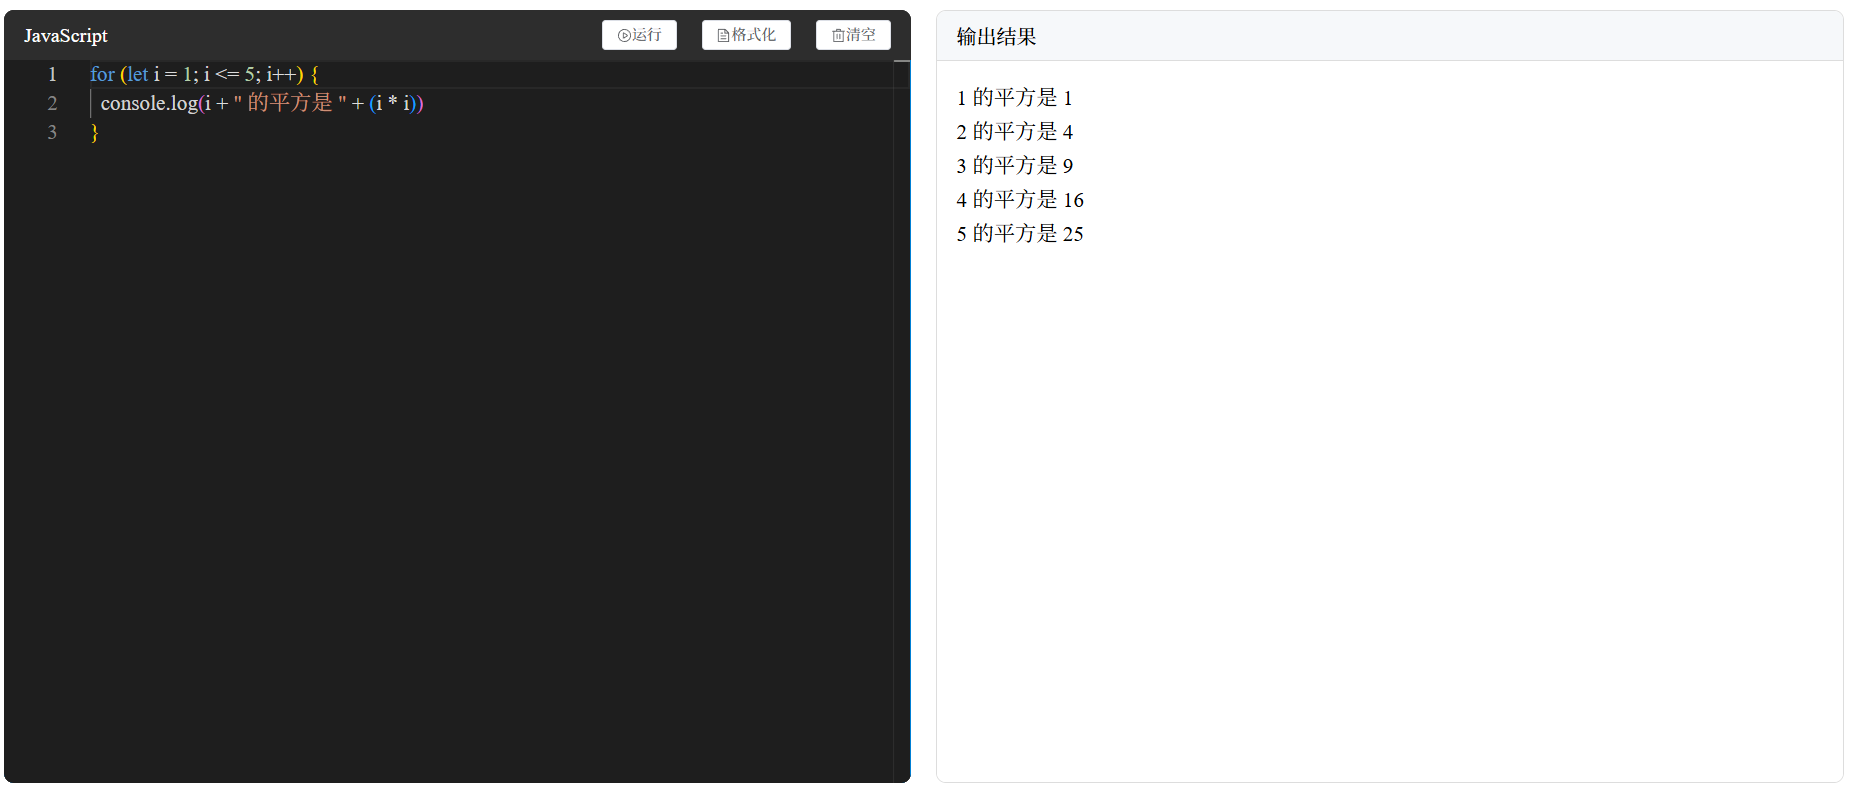 JavaScript 运行 格式化 清空
1 for (let i = 1; i <= 5; i++) {
2 console.log(i + " 的平方是 " + (i * i))
3 }
输出结果
1 的平方是 1
2 的平方是 4
3 的平方是 9
4 的平方是 16
5 的平方是 25